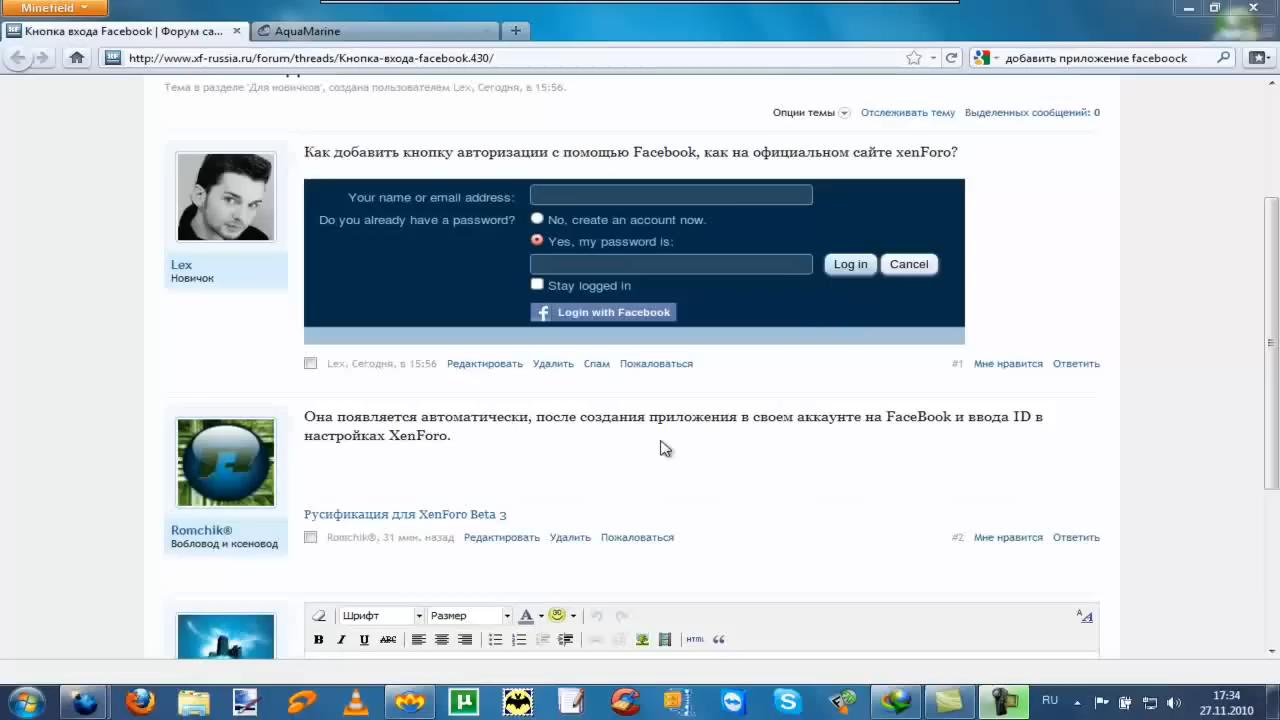 Minefield
Кнопка входа Facebook | Форум са...
AquaMarine
http://www.xf-russia.ru/forum/threads/Кнопка-входа-facebook.430/
добавить приложение faceboock
Тема в разделе 'Для новичков', создана пользователем Lex, Сегодня, в 15:56.
Опции темы Отслеживать тему Выделенных сообщений: 0
Как добавить кнопку авторизации с помощью Facebook, как на официальном сайте xenForo?
Your name or email address:
Do you already have a password? No, create an account now.
Yes, my password is:
Log in Cancel
Stay logged in
Login with Facebook
Lex
Новичок
Lex, Сегодня, в 15:56 Редактировать Удалить Спам Пожаловаться #1 Мне нравится Ответить
Она появляется автоматически, после создания приложения в своем аккаунте на FaceBook и ввода ID в
настройках XenForo.
Русификация для XenForo Beta 3
Romchik®
Вобловод и ксеновод
Romchik®, 31 мин. назад Редактировать Удалить Пожаловаться #2 Мне нравится Ответить
Шрифт Размер
B I U ABC HTML
RU
17:34
27.11.2010